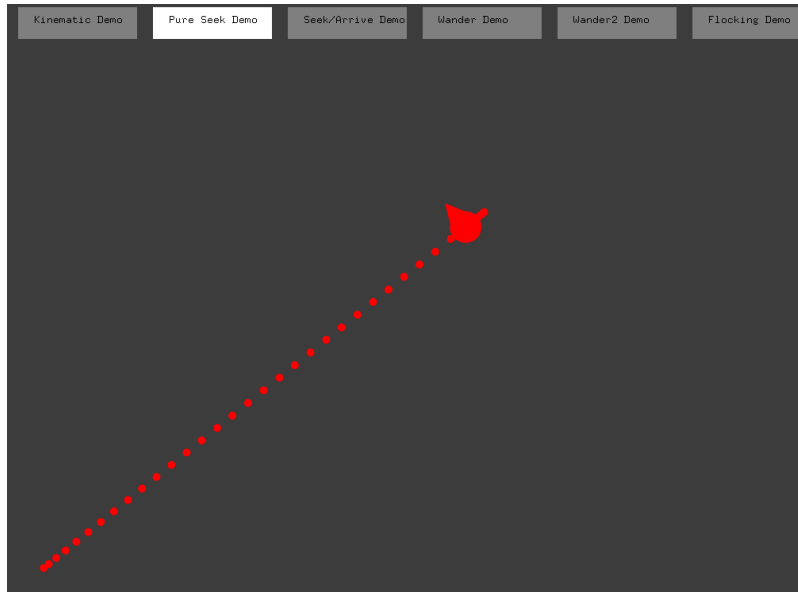 Kinematic Demo
Pure Seek Demo
Seek/Arrive Demo
Wander Demo
Wander2 Demo
Flocking Demo